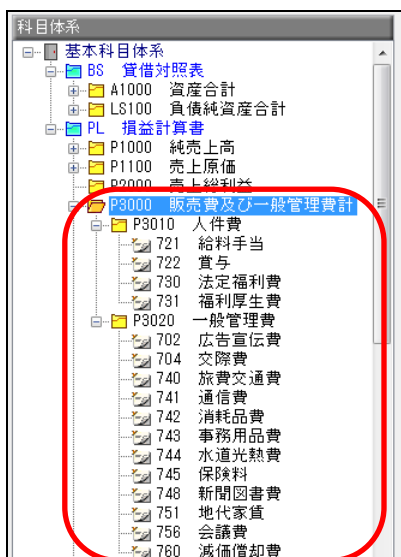 科目体系
基本科目体系
BS 貸借対照表
A1000 資産合計
LS100 負債純資産合計
PL 損益計算書
P1000 純売上高
P1100 売上原価
P2000 売上総利益
P3000 販売費及び一般管理費計
P3010 人件費
721 給料手当
722 賞与
730 法定福利費
731 福利厚生費
P3020 一般管理費
702 広告宣伝費
704 交際費
740 旅費交通費
741 通信費
742 消耗品費
743 事務用品費
744 水道光熱費
745 保険料
748 新聞図書費
751 地代家賃
756 会議費
760 減価償却費